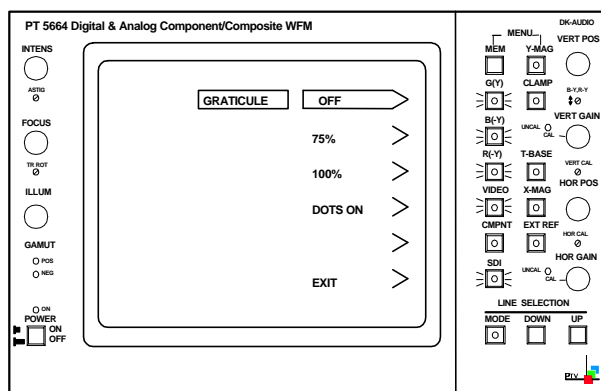 PT 5664 Digital & Analog Component/Composite WFM
DK-AUDIO
INTENS
ASTIG
FOCUS
TR ROT
ILLUM
GAMUT
POS
NEG
ON
POWER
ON
OFF
GRATICULE OFF
75%
100%
DOTS ON
EXIT
MENU
MEM Y-MAG
VERT POS
G(Y) CLAMP
B-Y,R-Y
B(-Y)
VERT GAIN
UNCAL
CAL
R(-Y) T-BASE
VERT CAL
HOR POS
VIDEO X-MAG
CMPNT EXT REF
HOR CAL
HOR GAIN
SDI
UNCAL
CAL
LINE SELECTION
MODE DOWN UP
PTV